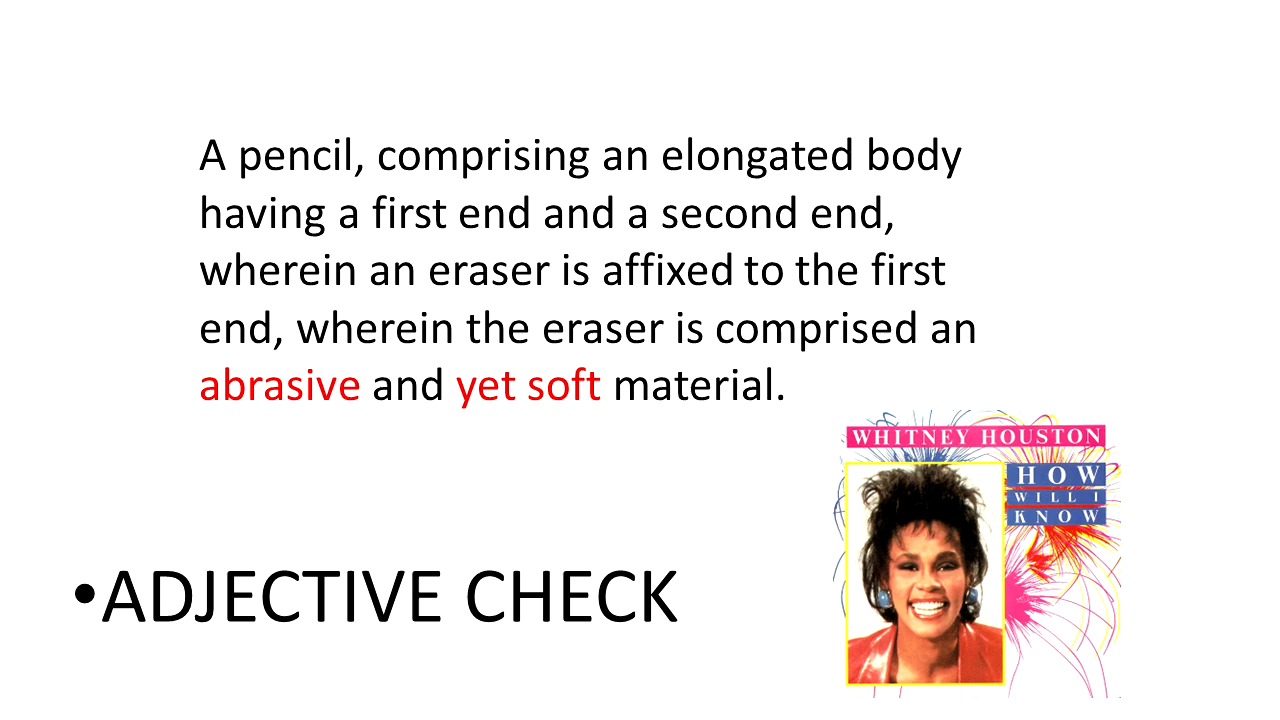 A pencil, comprising an elongated body
having a first end and a second end,
wherein an eraser is affixed to the first
end, wherein the eraser is comprised an
abrasive and yet soft material.
WHITNEY HOUSTON
HOW
WILL I
KNOW
•ADJECTIVE CHECK